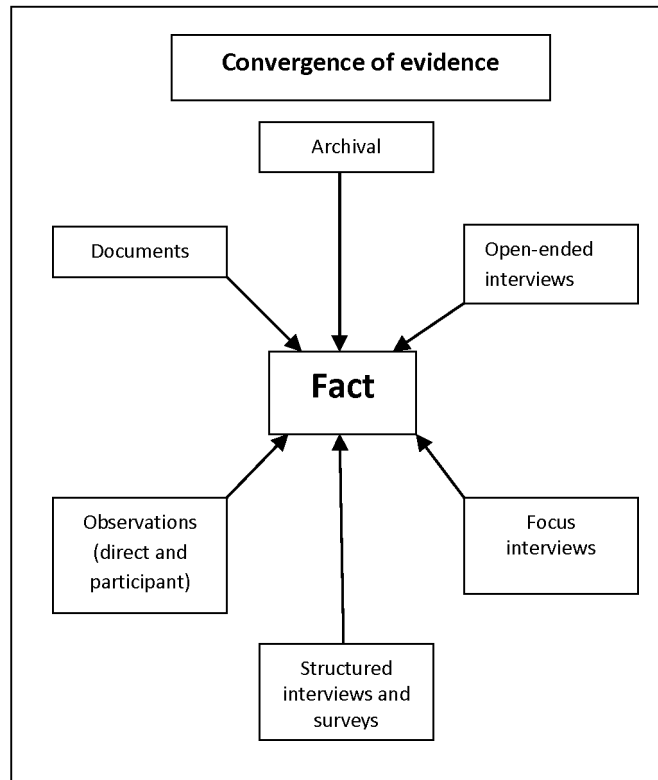 Convergence of evidence
Archival
Documents
Open-ended
interviews
Fact
Observations
(direct and
participant)
Focus
interviews
Structured
interviews and
surveys